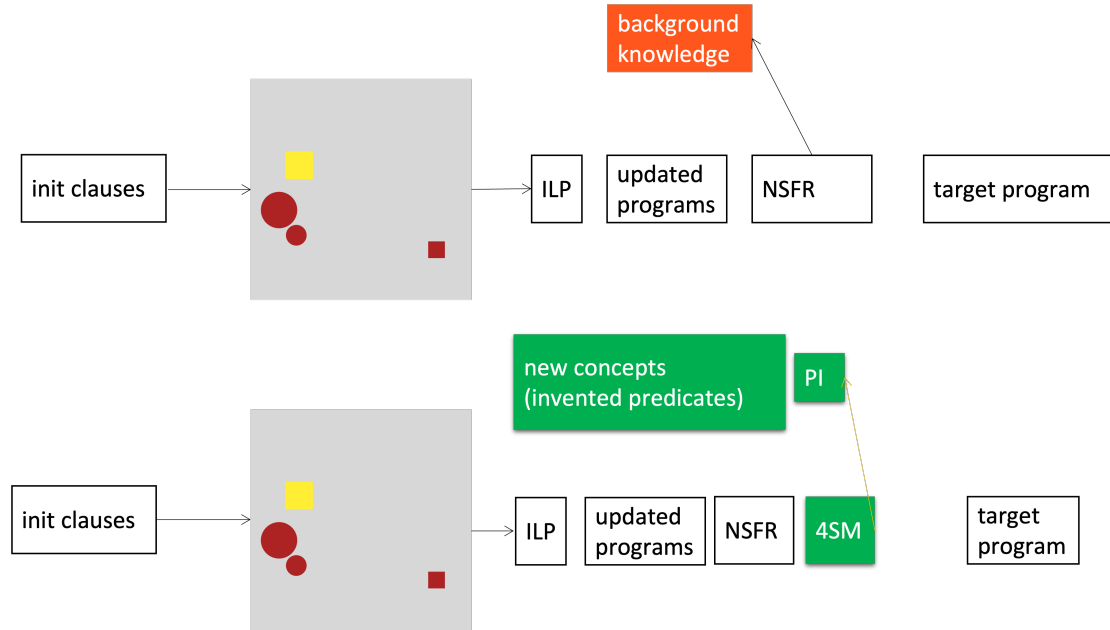 background
knowledge
init clauses
ILP
updated
programs
NSFR
target program
new concepts
(invented predicates)
PI
init clauses
ILP
updated
programs
NSFR
4SM
target
program